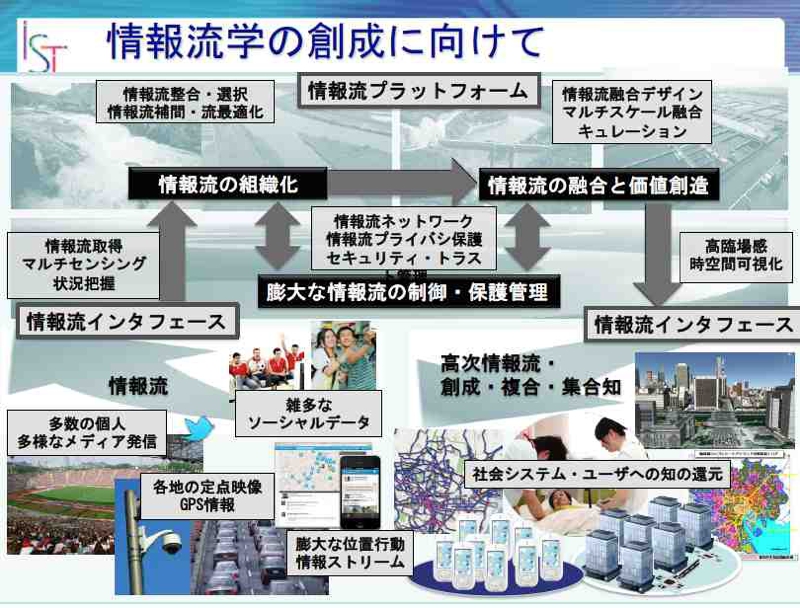 IST
情報流学の創成に向けて
情報流整合・選択
情報流補間・流最適化
情報流プラットフォーム
情報流融合デザイン
マルチスケール融合
キュレーション
情報流の組織化
情報流の融合と価値創造
情報流ネットワーク
情報流プライバシ保護
セキュリティ・トラス
ト管理
情報流取得
マルチセンシング
状況把握
高臨場感
時空間可視化
膨大な情報流の制御・保護管理
情報流インタフェース
情報流インタフェース
情報流
高次情報流・
創成・複合・集合知
雑多な
ソーシャルデータ
多数の個人
多様なメディア発信
社会システム・ユーザへの知の還元
各地の定点映像
GPS情報
膨大な位置行動
情報ストリーム